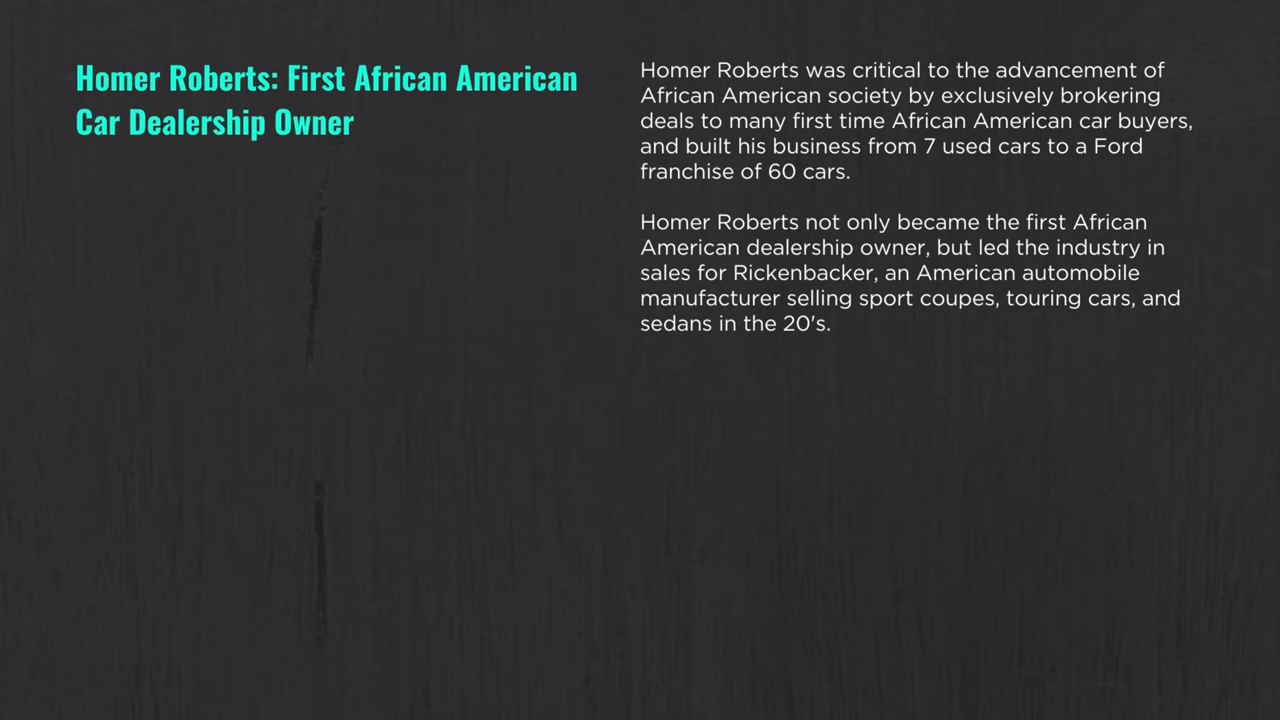 Homer Roberts: First African American
Car Dealership Owner
Homer Roberts was critical to the advancement of
African American society by exclusively brokering
deals to many first time African American car buyers,
and built his business from 7 used cars to a Ford
franchise of 60 cars.
Homer Roberts not only became the first African
American dealership owner, but led the industry in
sales for Rickenbacker, an American automobile
manufacturer selling sport coupes, touring cars, and
sedans in the 20's.